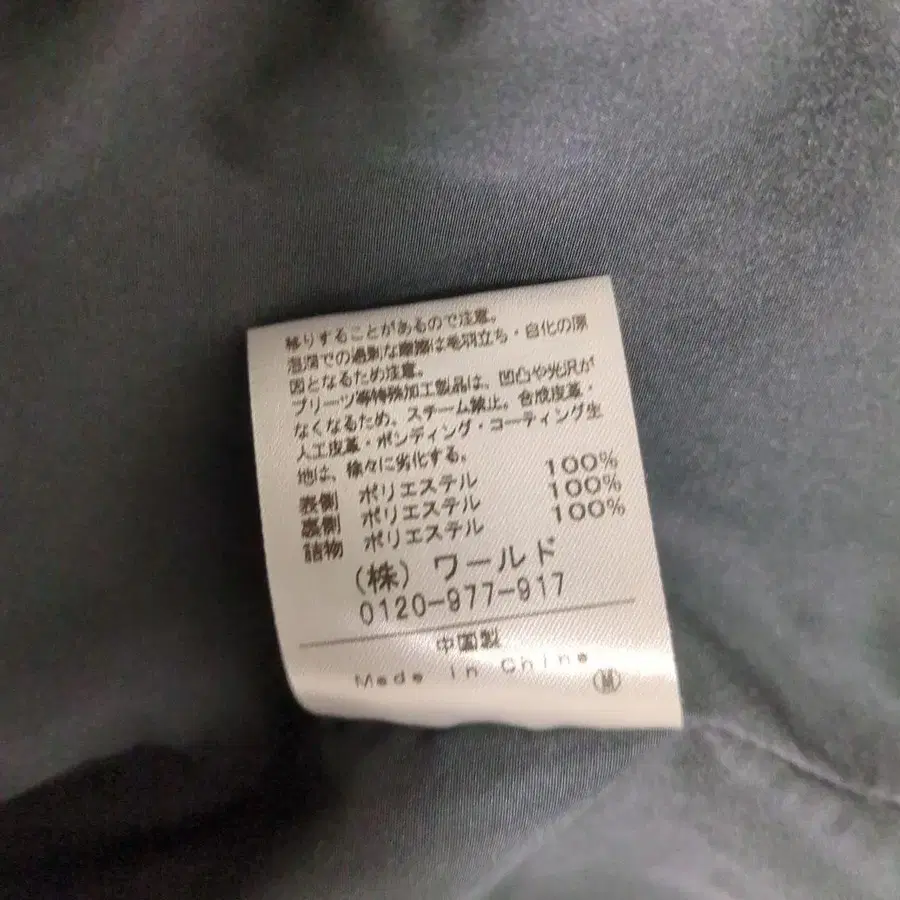 移りすることがあるので注意。
湿潤での過剰な摩擦は毛羽立ち・白化の原
因となるため注意。
プリーツ等特殊加工製品は、凹凸や光沢が
なくなるため、スチーム禁止。合成皮革・
人工皮革・ボンディング・コーティング生
地は、徐々に劣化する。
表側 ポリエステル 100%
裏側 ポリエステル 100%
詰物 ポリエステル 100%
(株) ワールド
0120-977-917
中国製
Made in China
M